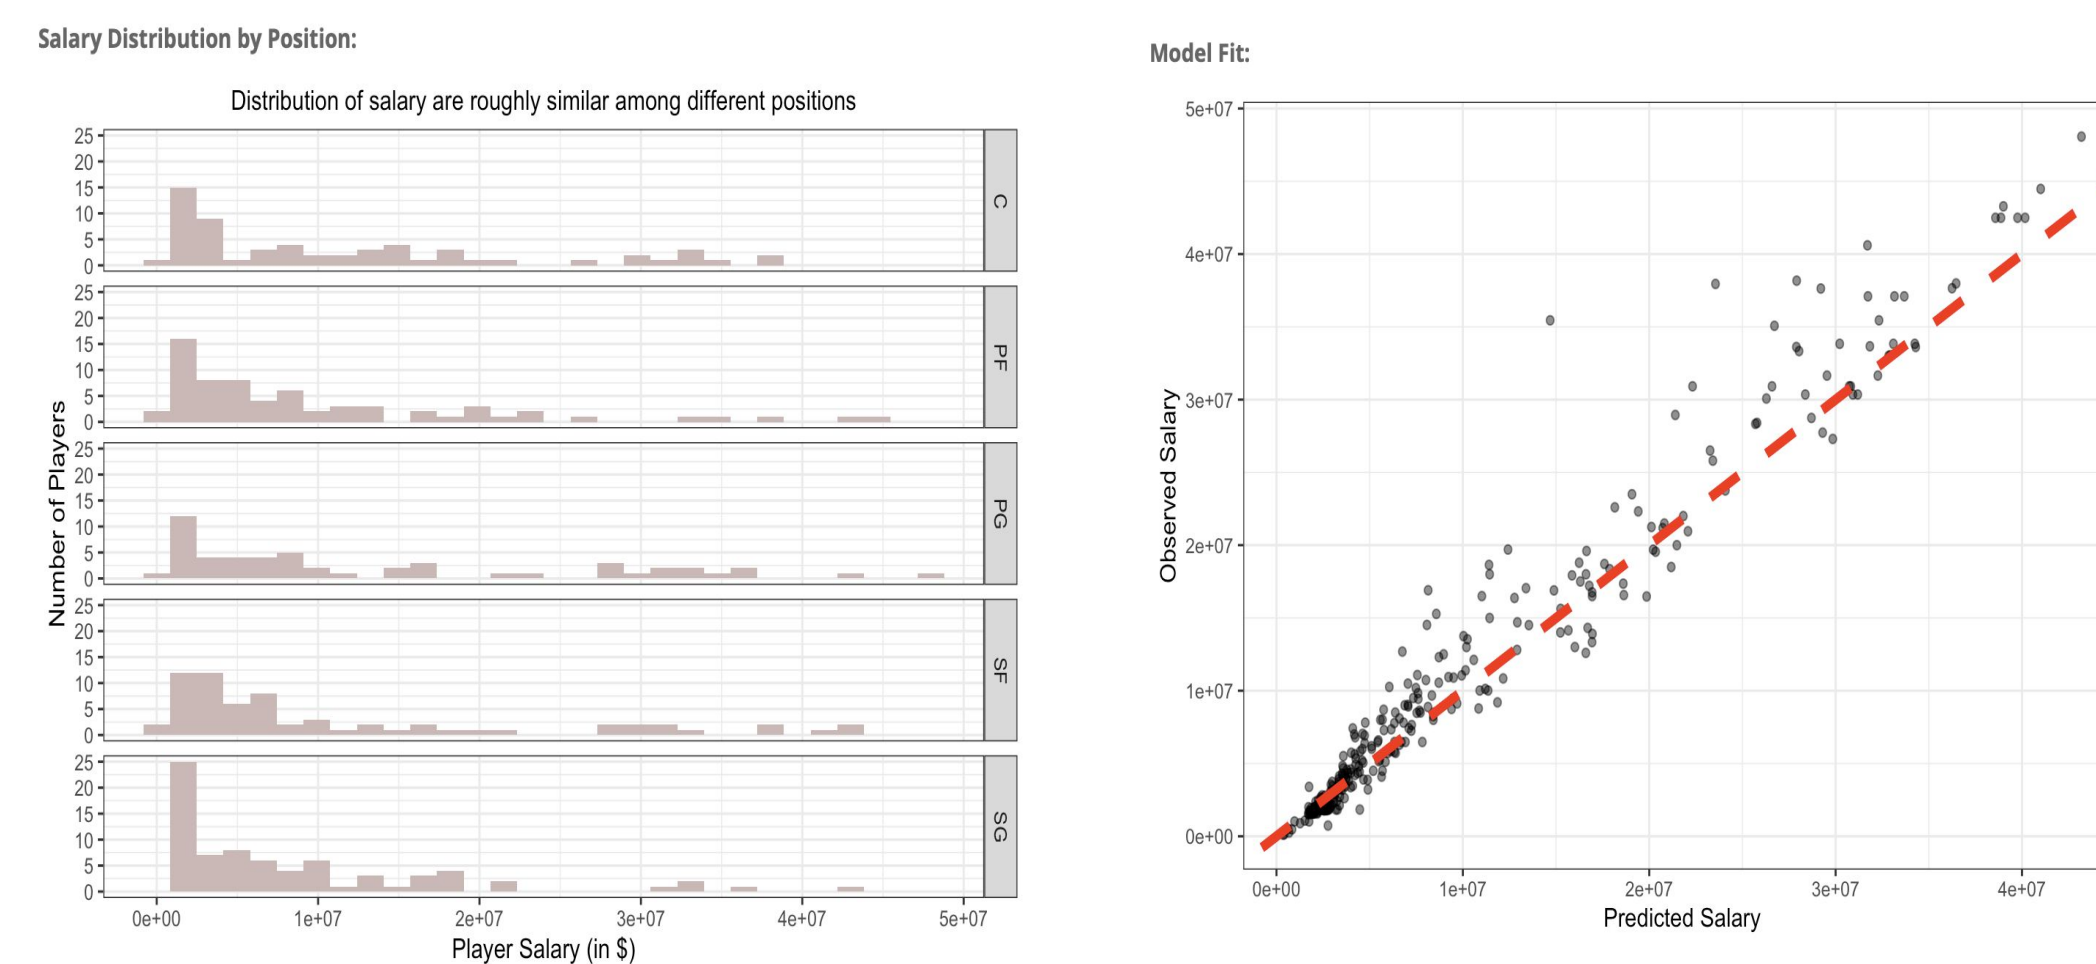 Salary Distribution by Position:
Distribution of salary are roughly similar among different positions
Number of Players
25
20
15
10
5
0
C
25
20
15
10
5
0
PF
25
20
15
10
5
0
PG
25
20
15
10
5
0
SF
25
20
15
10
5
0
SG
0e+00 1e+07 2e+07 3e+07 4e+07 5e+07
Player Salary (in $)
Model Fit:
Observed Salary
5e+07
4e+07
3e+07
2e+07
1e+07
0e+00
0e+00 1e+07 2e+07 3e+07 4e+07
Predicted Salary